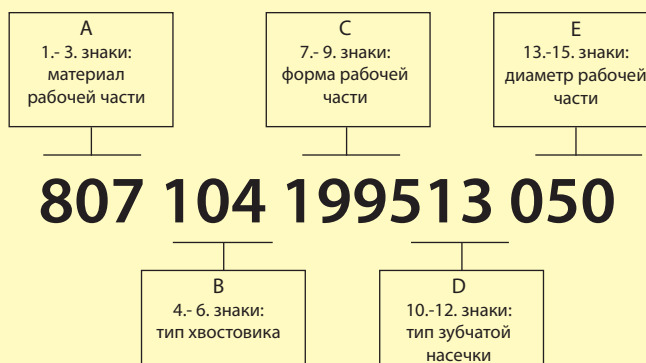 A
1.- 3. знаки:
материал
рабочей части
C
7.- 9. знаки:
форма рабочей
части
E
13.-15. знаки:
диаметр рабочей
части
807 104 199513 050
B
4.- 6. знаки:
тип хвостовика
D
10.-12. знаки:
тип зубчатой
насечки